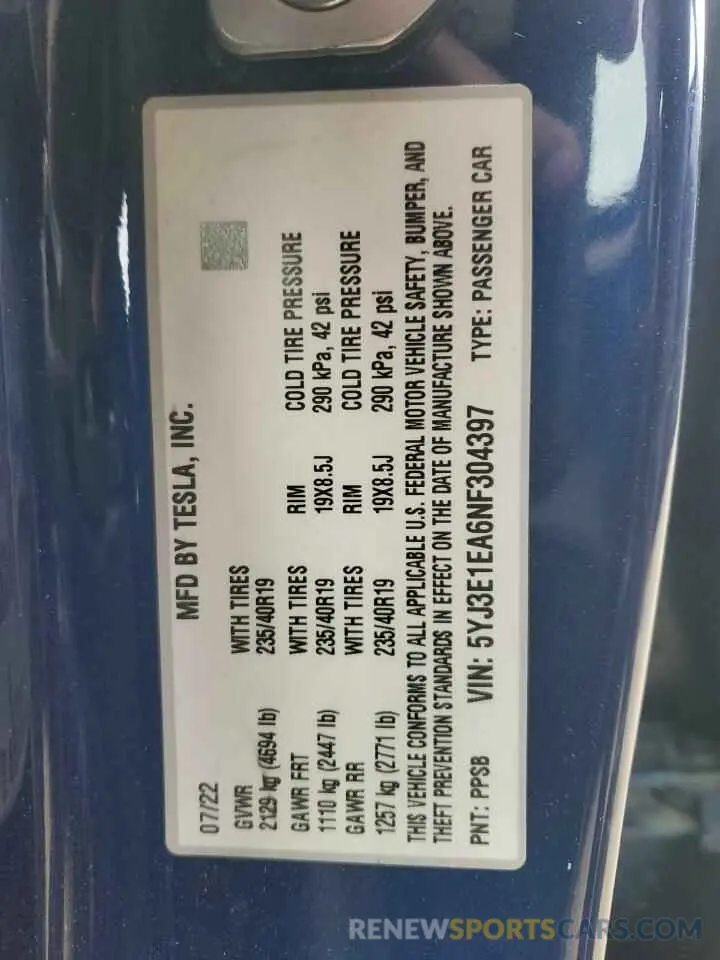 07/22 MFD BY TESLA, INC.
GVWR WITH TIRES
2129 kg (4694 lb) 235/40R19
GAWR FRT WITH TIRES RIM COLD TIRE PRESSURE
1110 kg (2447 lb) 235/40R19 19X8.5J 290 kPa, 42 psi
GAWR RR WITH TIRES RIM COLD TIRE PRESSURE
1257 kg (2771 lb) 235/40R19 19X8.5J 290 kPa, 42 psi
THIS VEHICLE CONFORMS TO ALL APPLICABLE U.S. FEDERAL MOTOR VEHICLE SAFETY, BUMPER, AND
THEFT PREVENTION STANDARDS IN EFFECT ON THE DATE OF MANUFACTURE SHOWN ABOVE.
PNT: PPSB VIN: 5YJ3E1EA6NF304397 TYPE: PASSENGER CAR
RENEWSPORTSCARS.COM